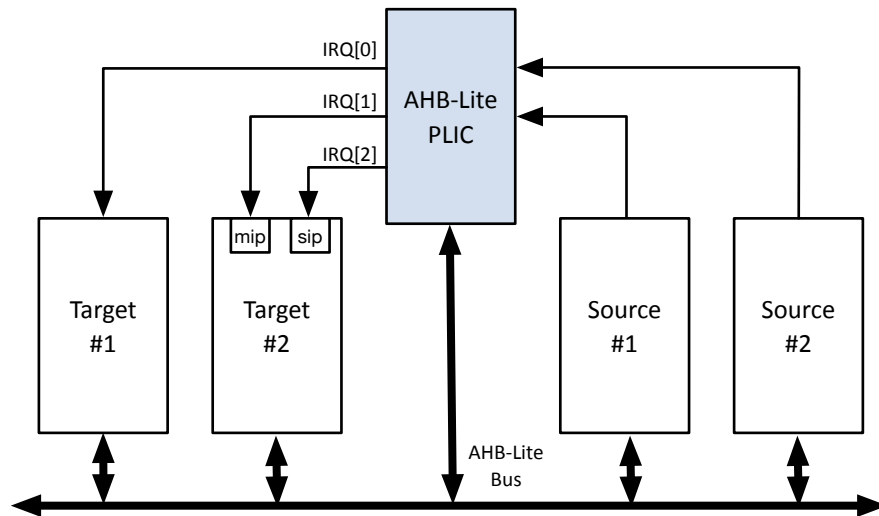 IRQ[0]
IRQ[1]
IRQ[2]
AHB-Lite
PLIC
mip
sip
Target
#1
Target
#2
Source
#1
Source
#2
AHB-Lite
Bus